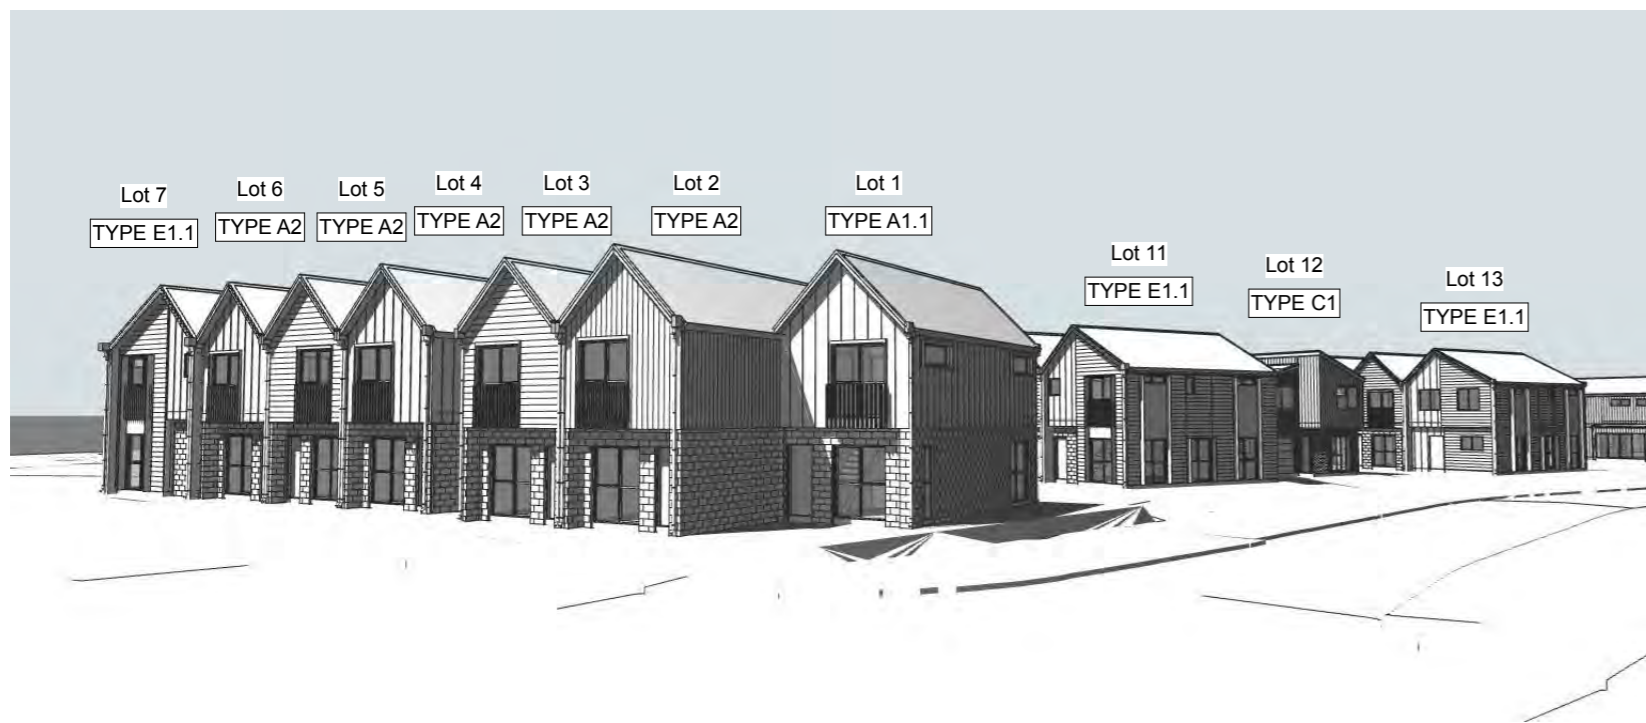 Lot 7
TYPE E1.1
Lot 6
TYPE A2
Lot 5
TYPE A2
Lot 4
TYPE A2
Lot 3
TYPE A2
Lot 2
TYPE A2
Lot 1
TYPE A1.1
Lot 11
TYPE E1.1
Lot 12
TYPE C1
Lot 13
TYPE E1.1